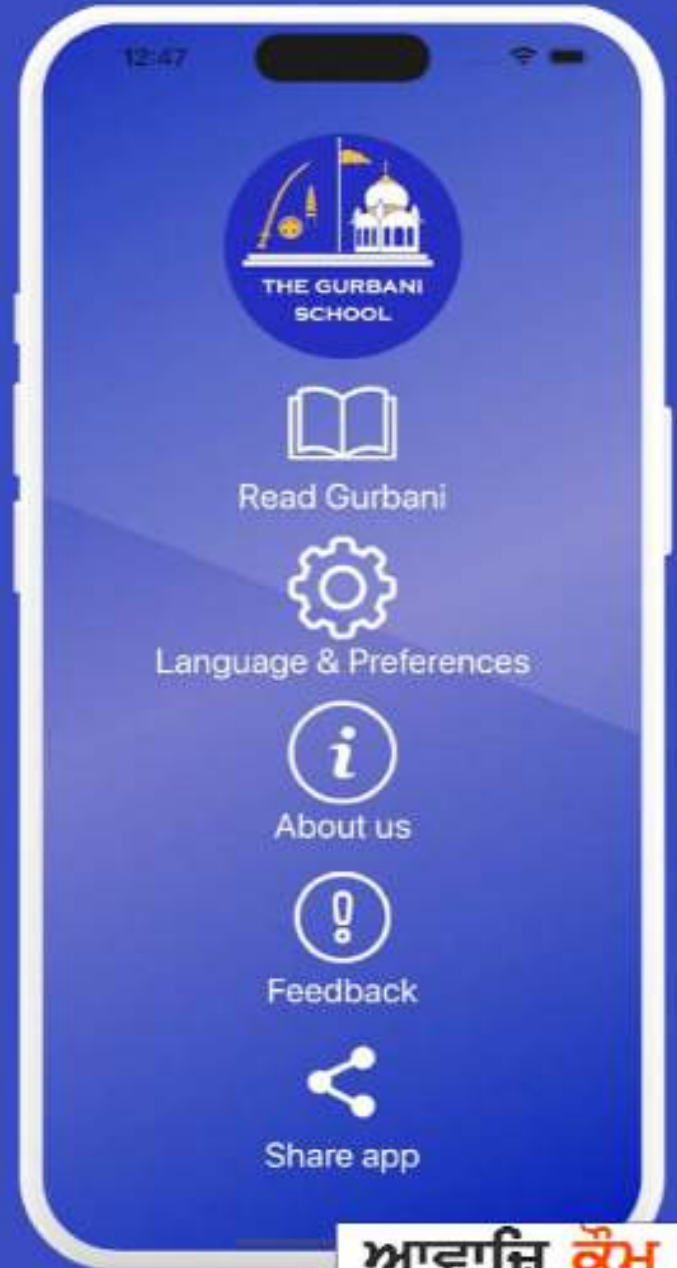 12:47
THE GURBANI
SCHOOL
Read Gurbani
Language & Preferences
About us
Feedback
Share app
ਆਵਾਜ਼ਿ ਕੌਮ